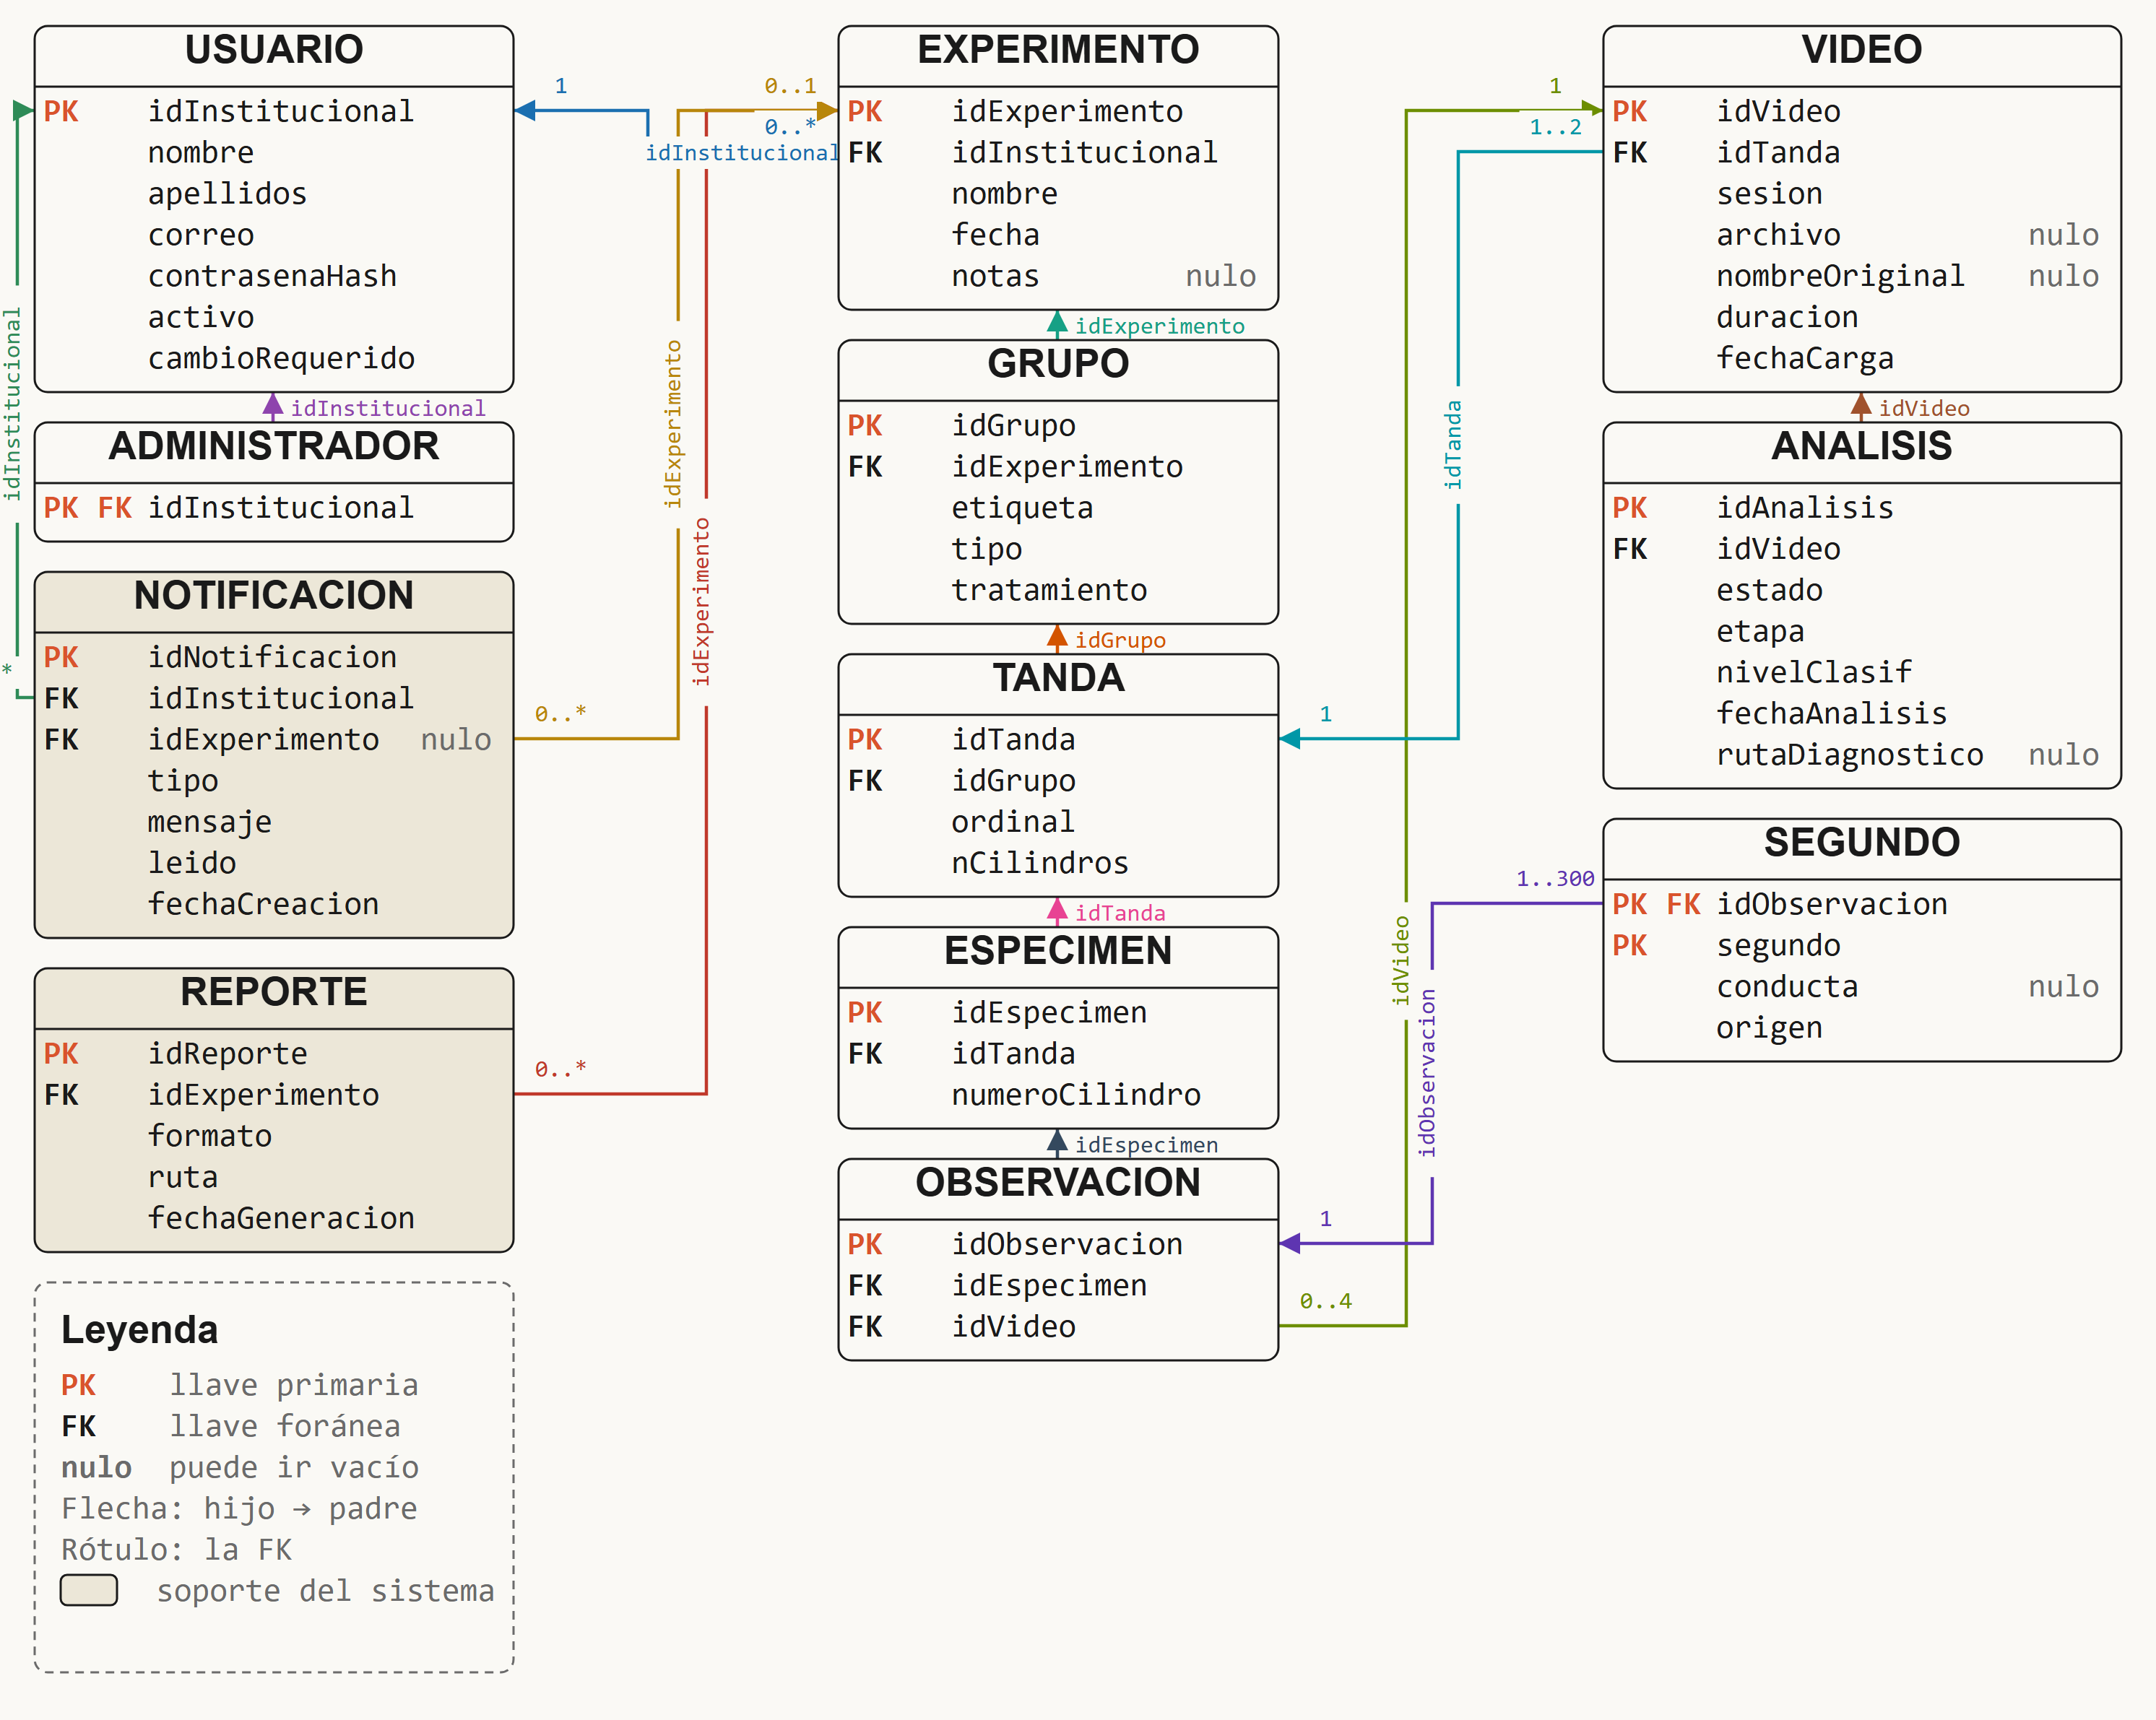 USUARIO
PK idInstitucional
nombre
apellidos
correo
contrasenaHash
activo
cambioRequerido
idInstitucional
ADMINISTRADOR
PK FK idInstitucional
NOTIFICACION
PK idNotificacion
FK idInstitucional
FK idExperimento nulo
tipo
mensaje
leido
fechaCreacion
REPORTE
PK idReporte
FK idExperimento
formato
ruta
fechaGeneracion
Leyenda
PK llave primaria
FK llave foránea
nulo puede ir vacío
Flecha: hijo → padre
Rótulo: la FK
soporte del sistema
idInstitucional
*
1
0..1
0..*
idInstitucional
idExperimento
idExperimento
0..*
0..*
EXPERIMENTO
PK idExperimento
FK idInstitucional
nombre
fecha
notas nulo
idExperimento
GRUPO
PK idGrupo
FK idExperimento
etiqueta
tipo
tratamiento
idGrupo
TANDA
PK idTanda
FK idGrupo
ordinal
nCilindros
idTanda
ESPECIMEN
PK idEspecimen
FK idTanda
numeroCilindro
idEspecimen
OBSERVACION
PK idObservacion
FK idEspecimen
FK idVideo
1
1..2
idTanda
1
1..300
idVideo
idObservacion
1
0..4
VIDEO
PK idVideo
FK idTanda
sesion
archivo nulo
nombreOriginal nulo
duracion
fechaCarga
idVideo
ANALISIS
PK idAnalisis
FK idVideo
estado
etapa
nivelClasif
fechaAnalisis
rutaDiagnostico nulo
SEGUNDO
PK FK idObservacion
PK segundo
conducta nulo
origen